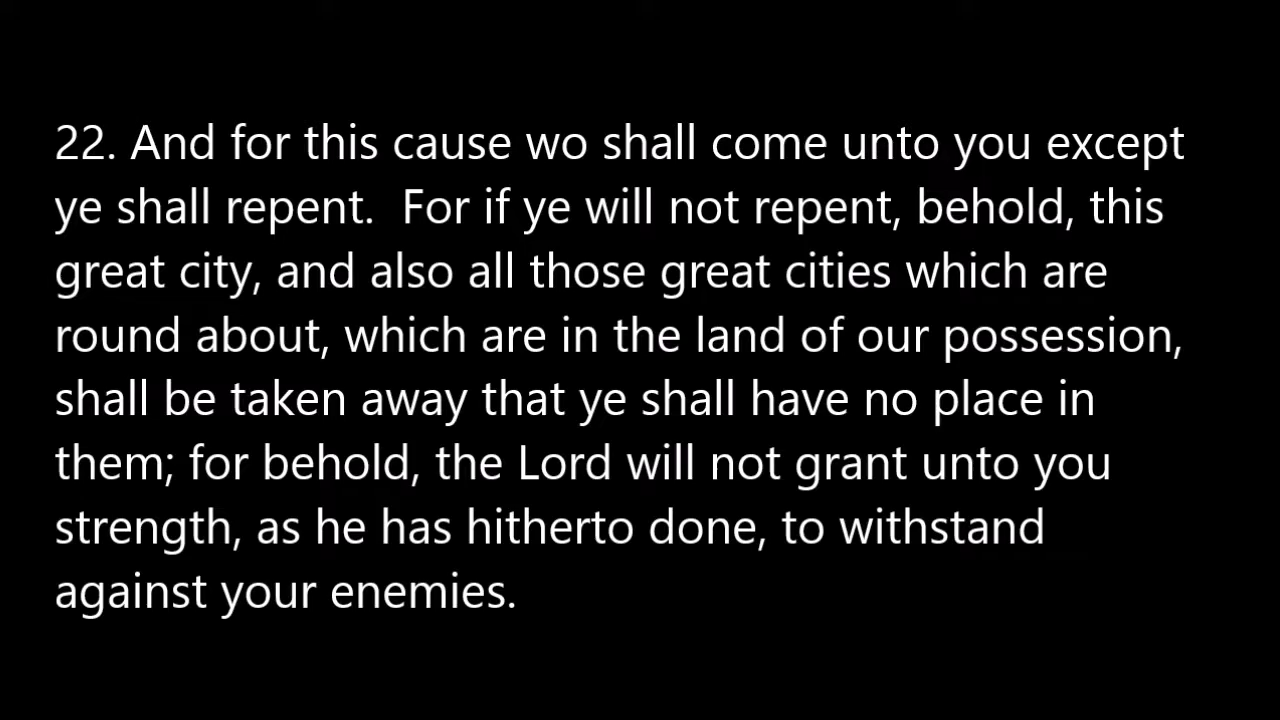 22. And for this cause wo shall come unto you except
ye shall repent.  For if ye will not repent, behold, this
great city, and also all those great cities which are
round about, which are in the land of our possession,
shall be taken away that ye shall have no place in
them; for behold, the Lord will not grant unto you
strength, as he has hitherto done, to withstand
against your enemies.